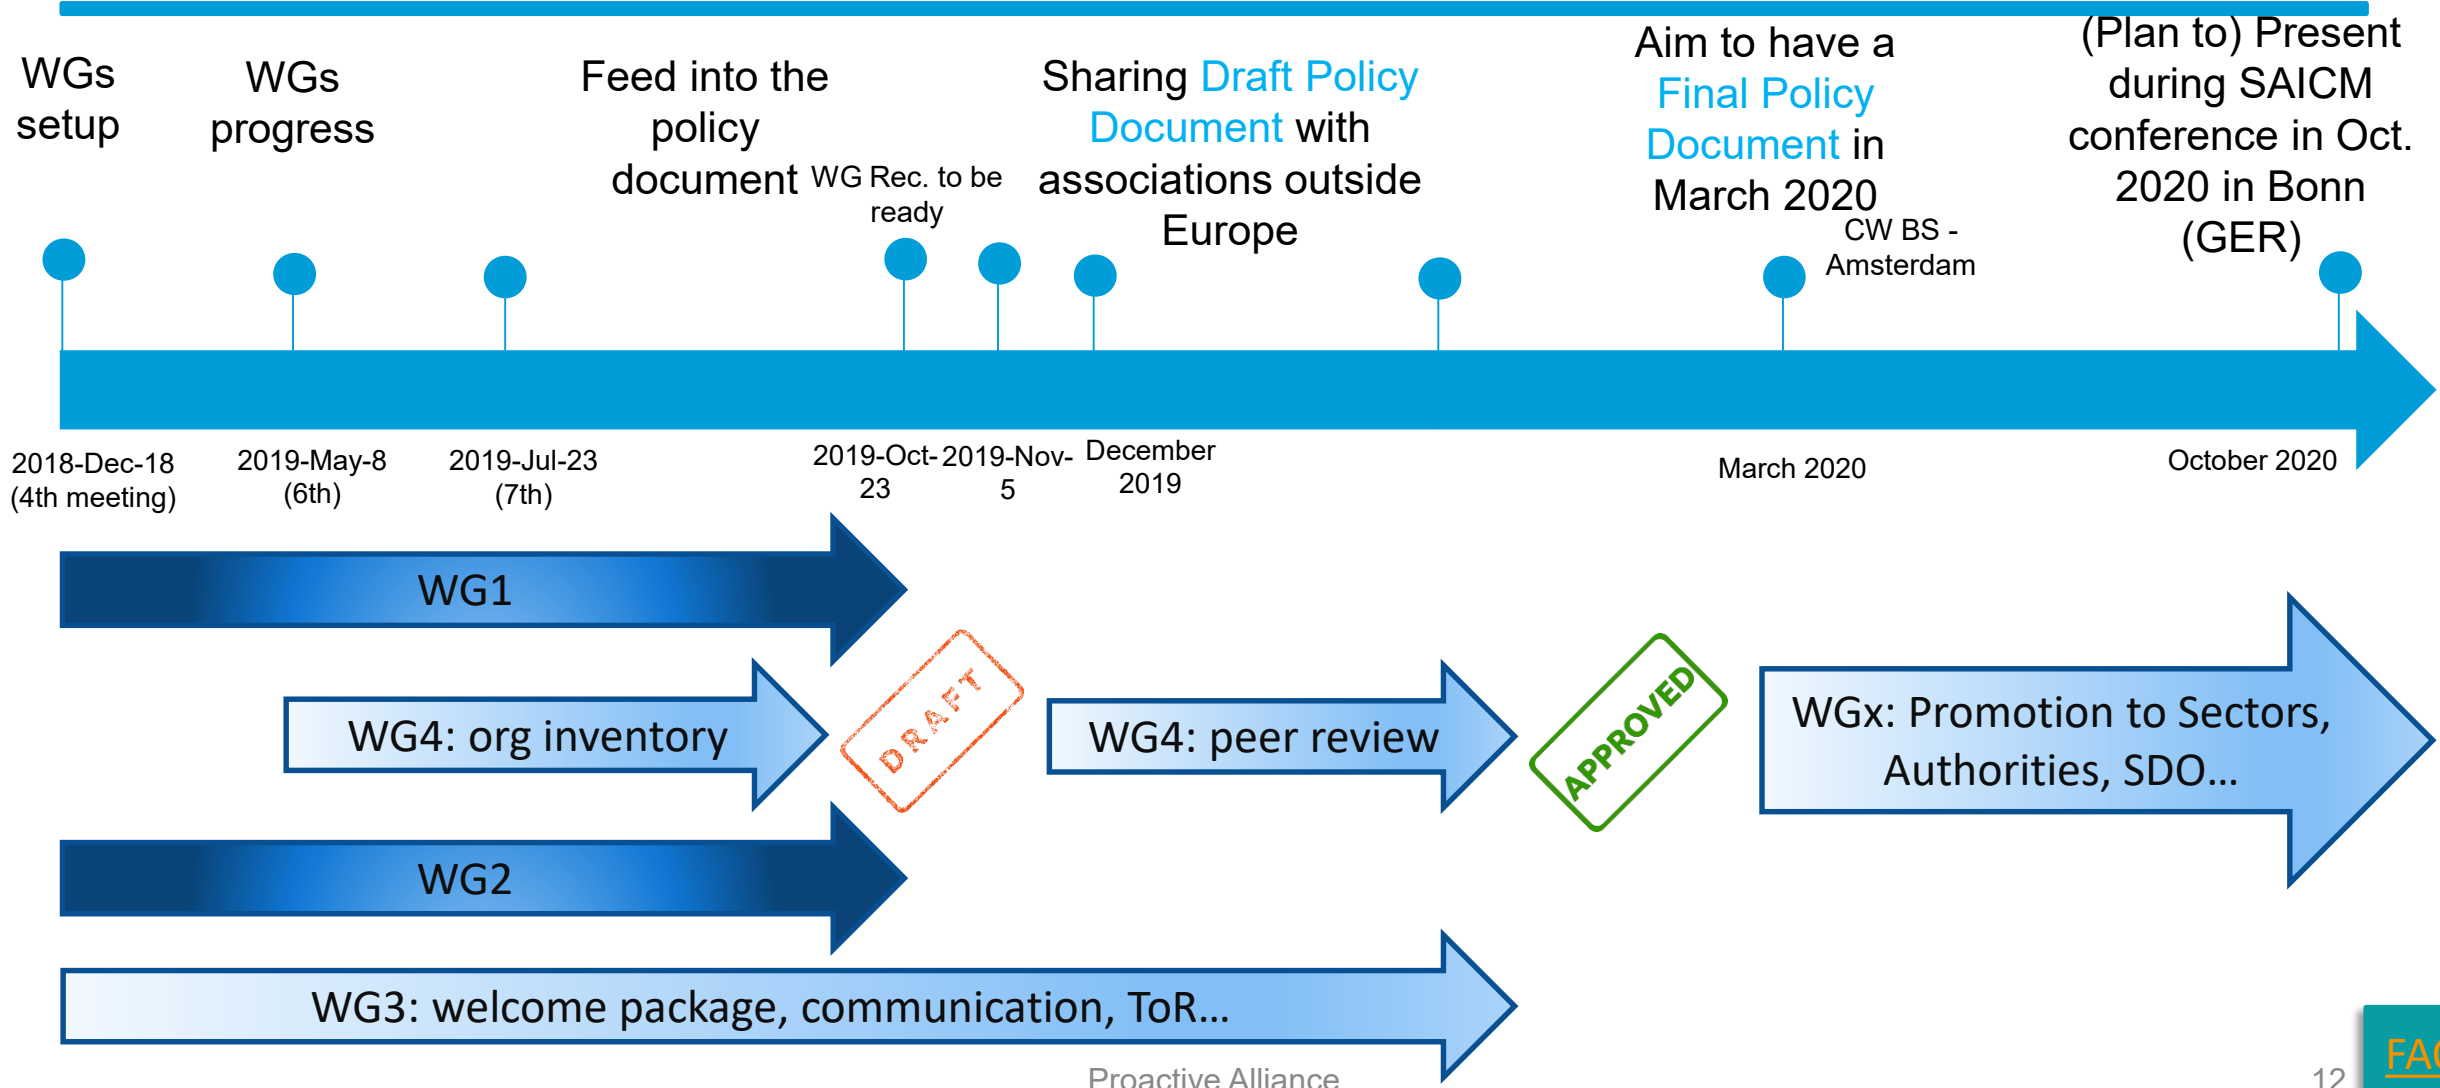 WGs
setup
WGs
progress
Feed into the
policy
document
WG Rec. to be
ready
Sharing Draft Policy
Document with
associations outside
Europe
Aim to have a
Final Policy
Document in
March 2020
CW BS -
Amsterdam
(Plan to) Present
during SAICM
conference in Oct.
2020 in Bonn
(GER)
2018-Dec-18
(4th meeting)
2019-May-8
(6th)
2019-Jul-23
(7th)
2019-Oct-
23
2019-Nov-
5
December
2019
March 2020
October 2020
WG1
WG4: org inventory
DRAFT
WG4: peer review
APPROVED
WGx: Promotion to Sectors,
Authorities, SDO...
WG2
WG3: welcome package, communication, ToR...
Proactive Alliance
12